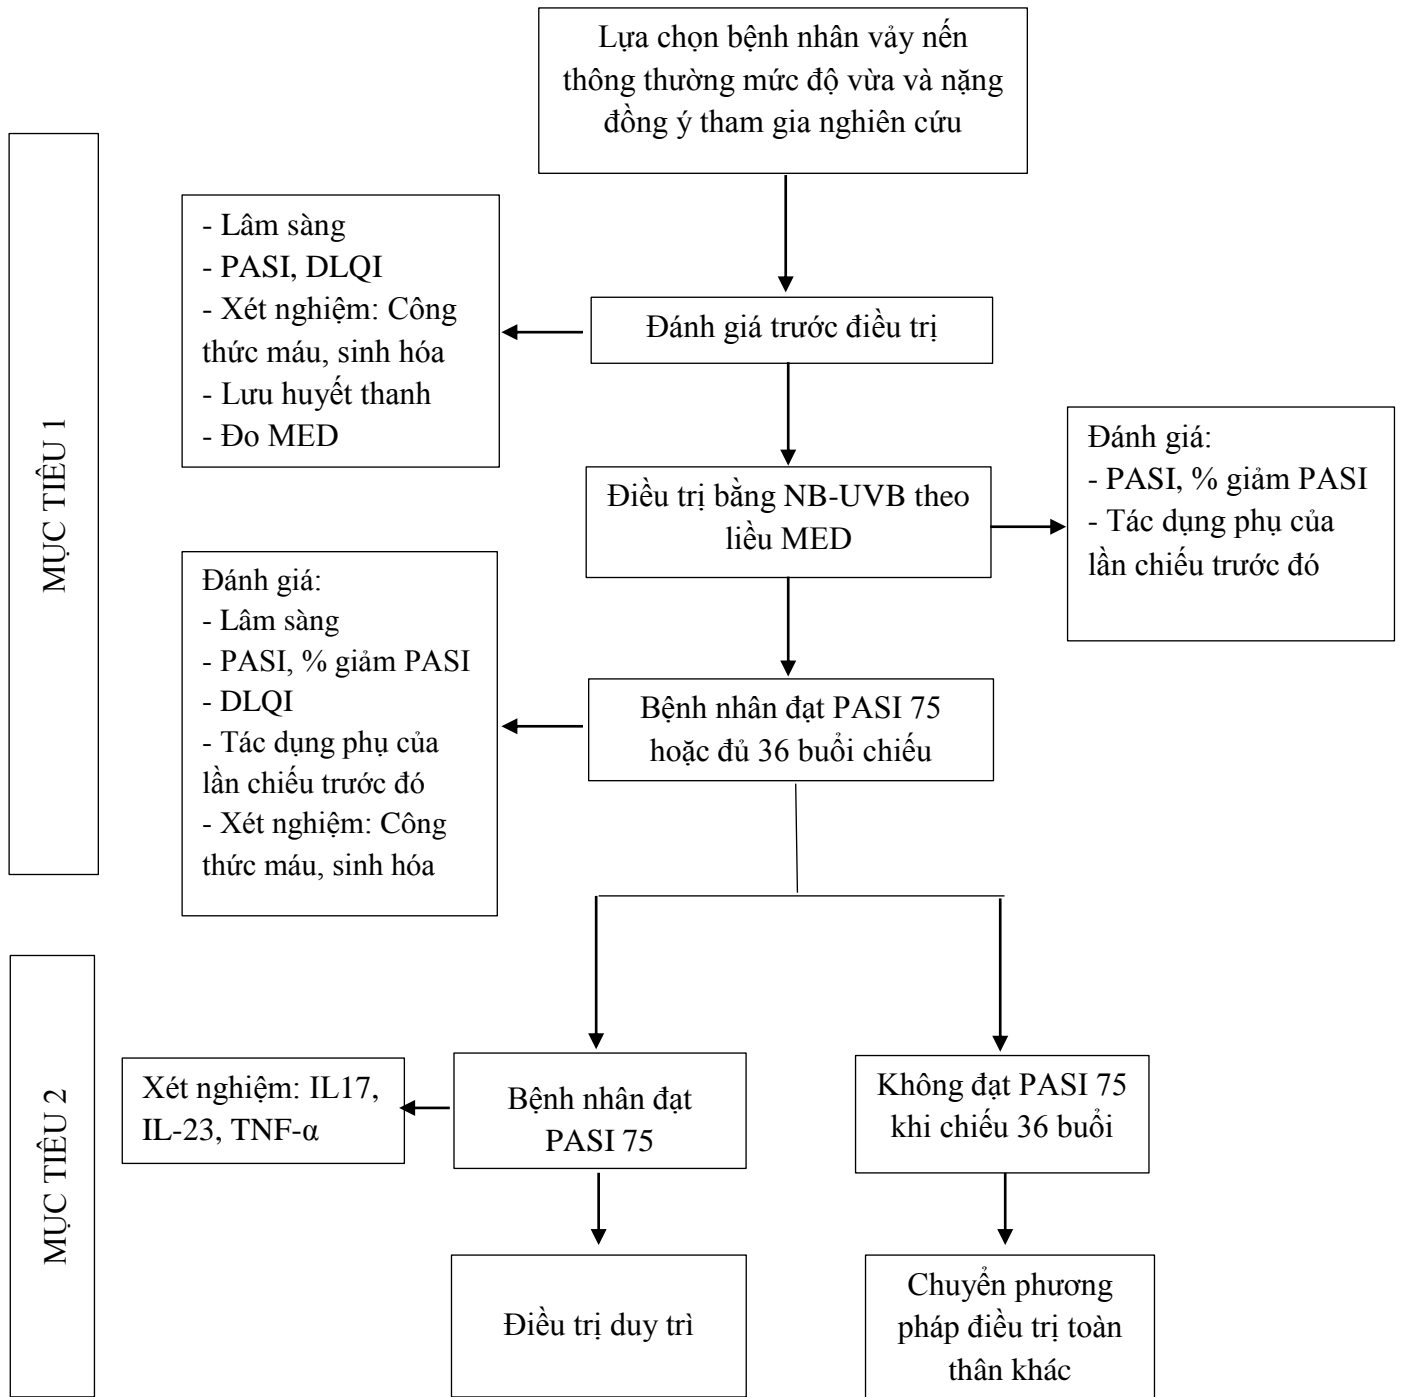 Lựa chọn bệnh nhân vảy nến
thông thường mức độ vừa và nặng
đồng ý tham gia nghiên cứu
MỤC TIÊU 1
- Lâm sàng
- PASI, DLQI
- Xét nghiệm: Công
thức máu, sinh hóa
- Lưu huyết thanh
- Đo MED
Đánh giá trước điều trị
Điều trị bằng NB-UVB theo
liều MED
Đánh giá:
- PASI, % giảm PASI
- Tác dụng phụ của
lần chiếu trước đó
Đánh giá:
- Lâm sàng
- PASI, % giảm PASI
- DLQI
- Tác dụng phụ của
lần chiếu trước đó
- Xét nghiệm: Công
thức máu, sinh hóa
Bệnh nhân đạt PASI 75
hoặc đủ 36 buổi chiếu
MỤC TIÊU 2
Xét nghiệm: IL17,
IL-23, TNF-α
Bệnh nhân đạt
PASI 75
Không đạt PASI 75
khi chiếu 36 buổi
Điều trị duy trì
Chuyển phương
pháp điều trị toàn
thân khác